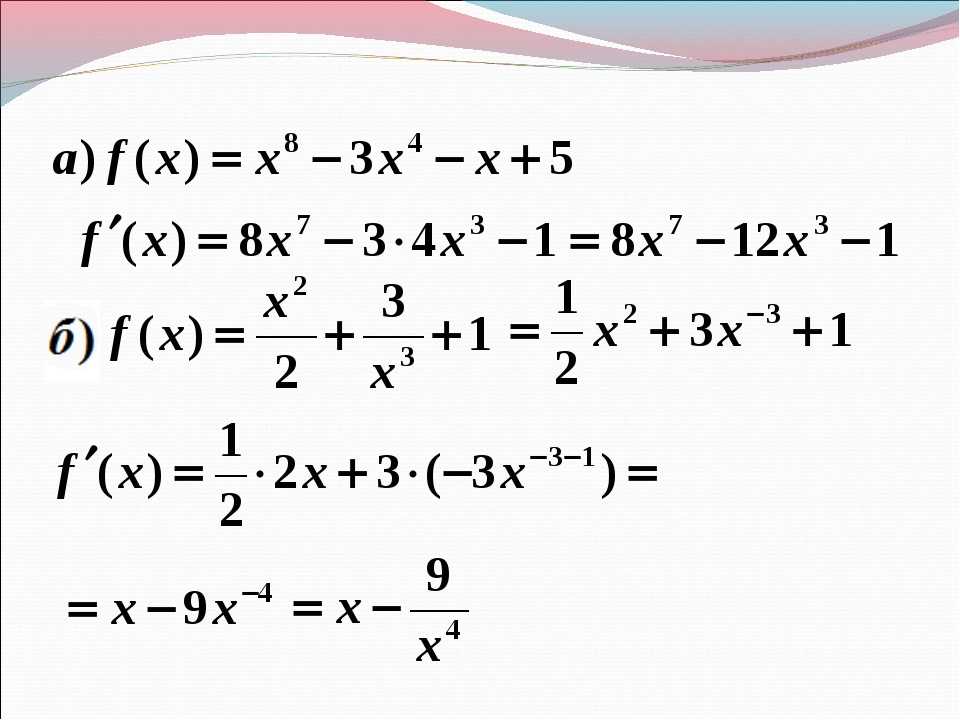 a) f(x) = x⁸ − 3x⁴ − x + 5
f′(x) = 8x⁷ − 3·4x³ − 1 = 8x⁷ − 12x³ − 1
б) f(x) = x²/2 + 3/x³ + 1 = 1/2 x² + 3x⁻³ + 1
f′(x) = 1/2 · 2x + 3·(−3x⁻³⁻¹) =
= x − 9x⁻⁴ = x − 9/x⁴